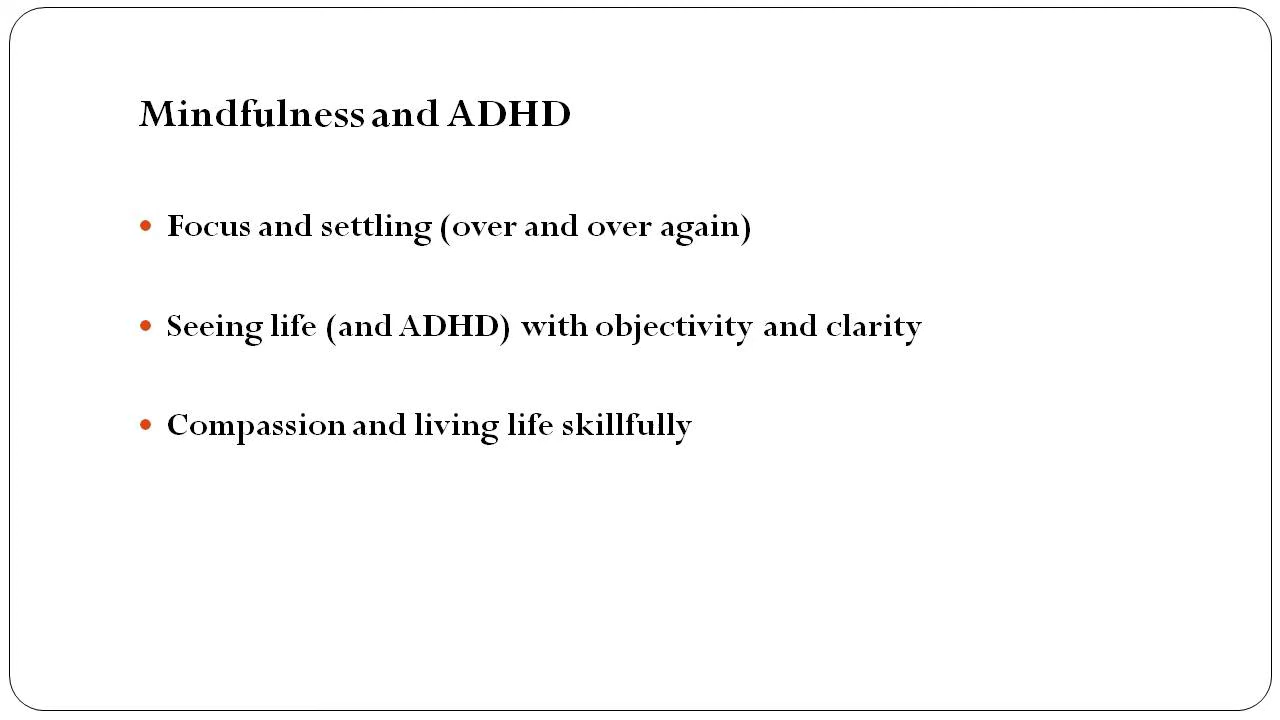 Mindfulness and ADHD
• Focus and settling (over and over again)
• Seeing life (and ADHD) with objectivity and clarity
• Compassion and living life skillfully